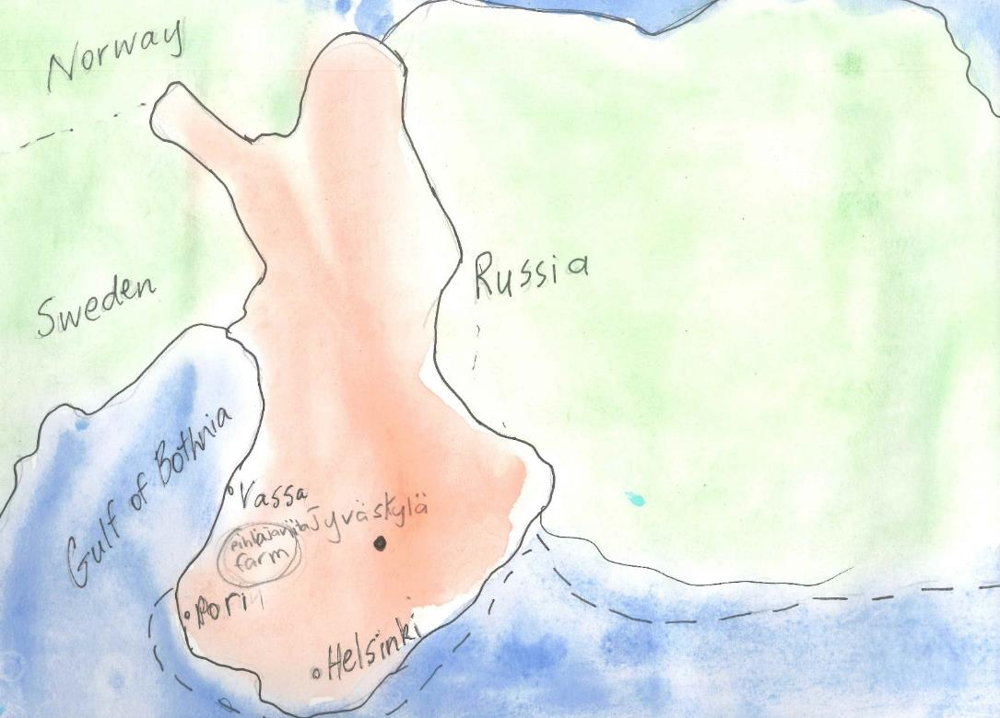 Norway
Sweden
Russia
Gulf of Bothnia
Vassa
Jyväskylä
farm
Pori
Helsinki